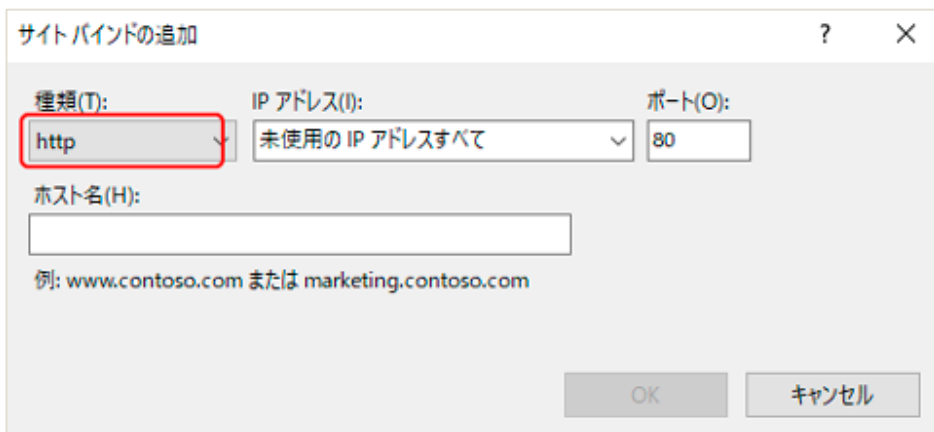 サイト バインドの追加 ?
種類(T): IP アドレス(I): ポート(O):
http 未使用の IP アドレスすべて 80
ホスト名(H):
例: www.contoso.com または marketing.contoso.com
OK キャンセル